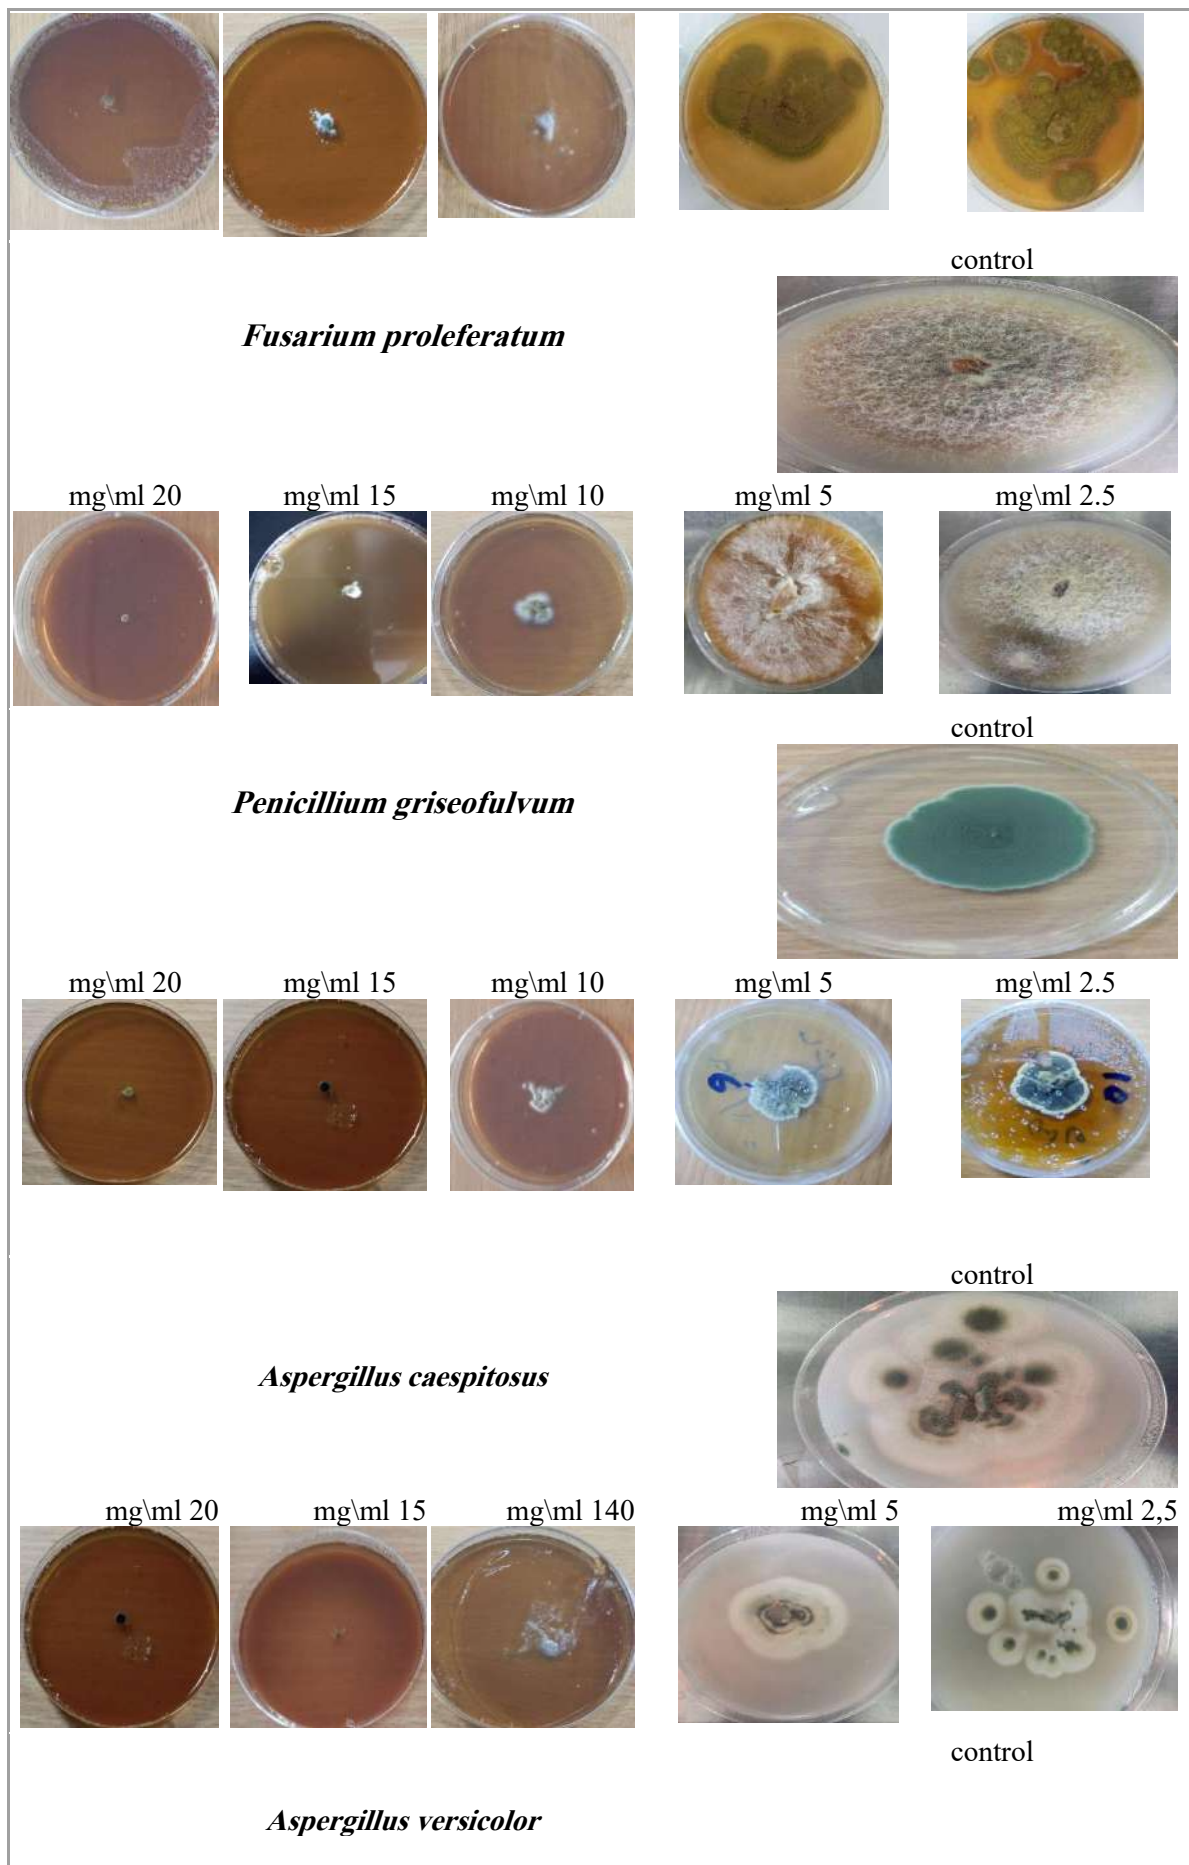 control
Fusarium proleferatum
mg\ml 20 mg\ml 15 mg\ml 10 mg\ml 5 mg\ml 2.5
control
Penicillium griseofulvum
mg\ml 20 mg\ml 15 mg\ml 10 mg\ml 5 mg\ml 2.5
control
Aspergillus caespitosus
mg\ml 20 mg\ml 15 mg\ml 140 mg\ml 5 mg\ml 2,5
control
Aspergillus versicolor